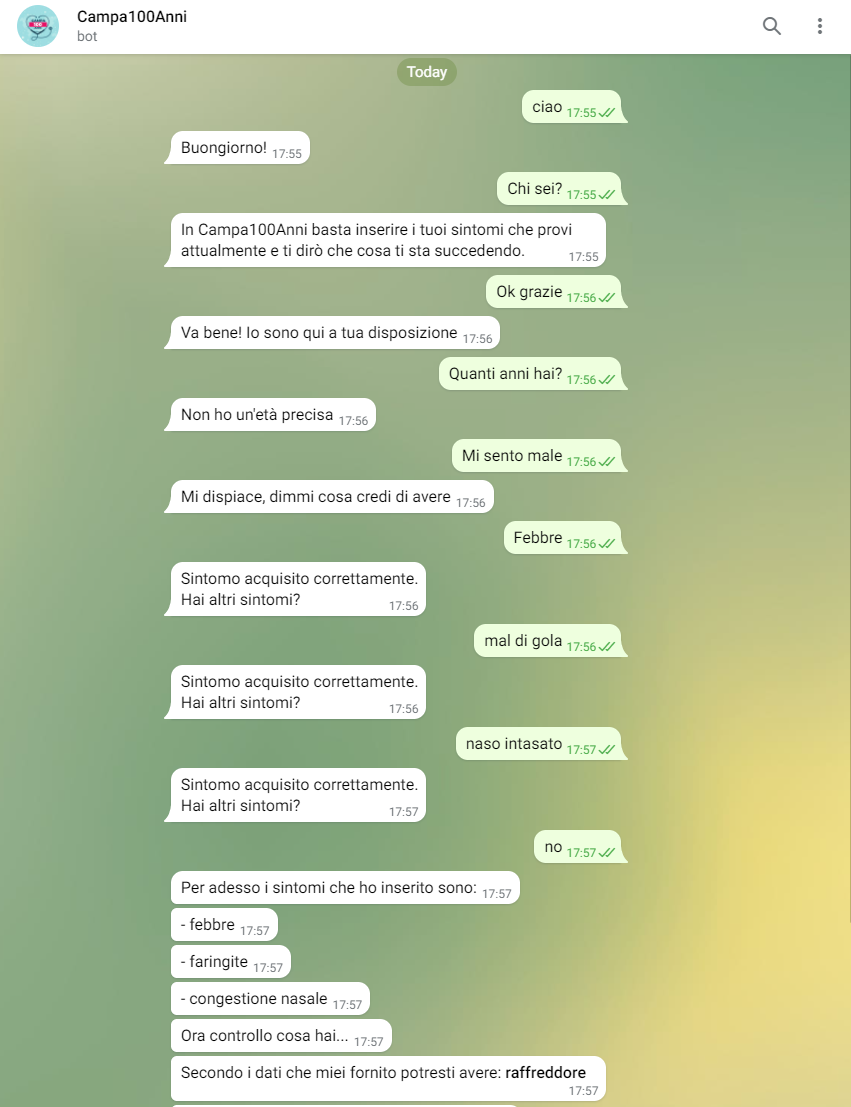 Campa100Anni
bot
Today
ciao 17:55
Buongiorno! 17:55
Chi sei? 17:55
In Campa100Anni basta inserire i tuoi sintomi che provi
attualmente e ti dirò che cosa ti sta succedendo. 17:55
Ok grazie 17:56
Va bene! Io sono qui a tua disposizione 17:56
Quanti anni hai? 17:56
Non ho un'età precisa 17:56
Mi sento male 17:56
Mi dispiace, dimmi cosa credi di avere 17:56
Febbre 17:56
Sintomo acquisito correttamente.
Hai altri sintomi? 17:56
mal di gola 17:56
Sintomo acquisito correttamente.
Hai altri sintomi? 17:56
naso intasato 17:57
Sintomo acquisito correttamente.
Hai altri sintomi? 17:57
no 17:57
Per adesso i sintomi che ho inserito sono: 17:57
- febbre 17:57
- faringite 17:57
- congestione nasale 17:57
Ora controllo cosa hai... 17:57
Secondo i dati che miei fornito potresti avere: raffreddore
17:57